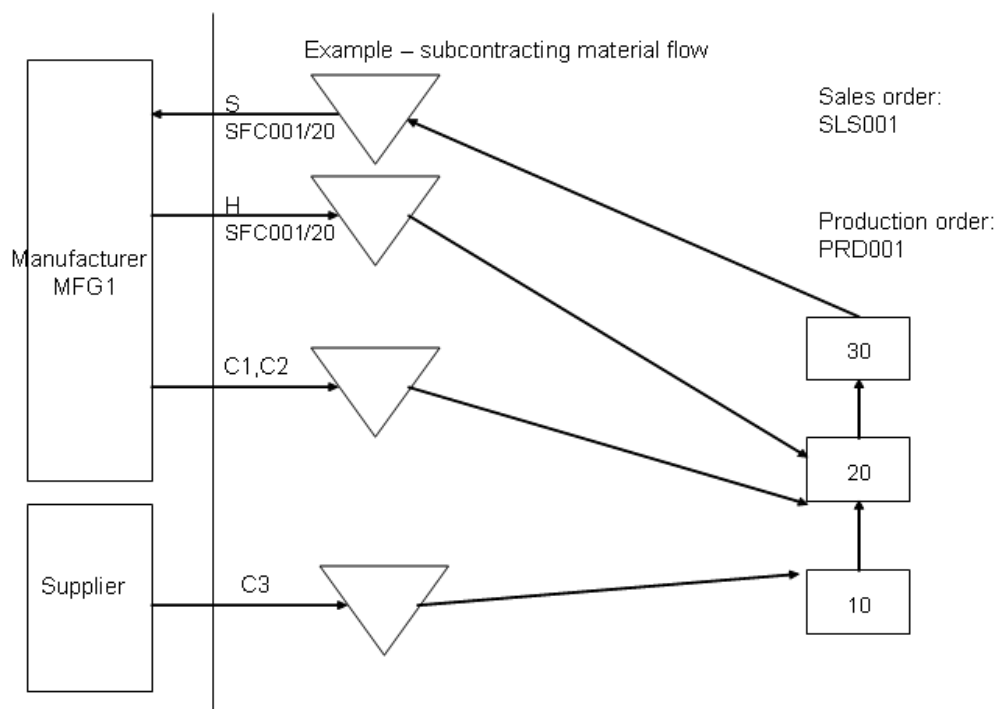 Example – subcontracting material flow
S
SFC001/20
Sales order:
SLS001
H
SFC001/20
Production order:
PRD001
Manufacturer
MFG1
30
C1,C2
20
Supplier
C3
10